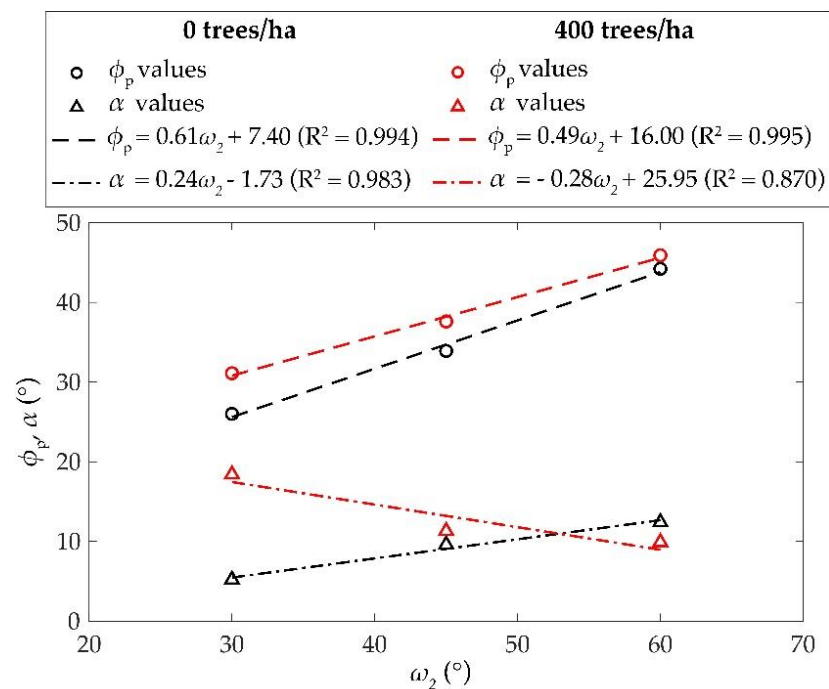 0 trees/ha 400 trees/ha
ϕp values ϕp values
α values α values
ϕp = 0.61ω2 + 7.40 (R² = 0.994) ϕp = 0.49ω2 + 16.00 (R² = 0.995)
α = 0.24ω2 - 1.73 (R² = 0.983) α = - 0.28ω2 + 25.95 (R² = 0.870)
50
40
30
20
10
0
ϕp, α (°)
20 30 40 50 60 70
ω2 (°)